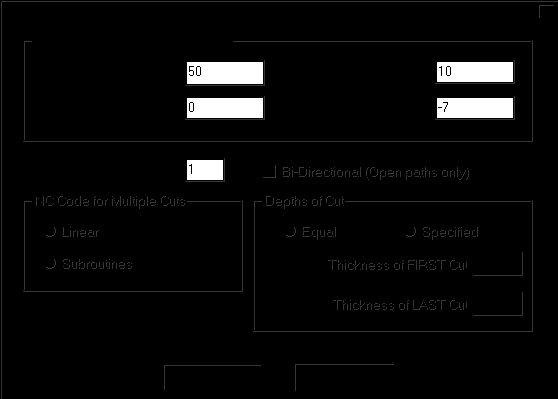 50 10
0 -7
1 Bi-Directional (Open paths only)
NC Code for Multiple Cuts
Depths of Cut
Linear
Equal Specified
Subroutines
Thickness of FIRST Cut
Thickness of LAST Cut